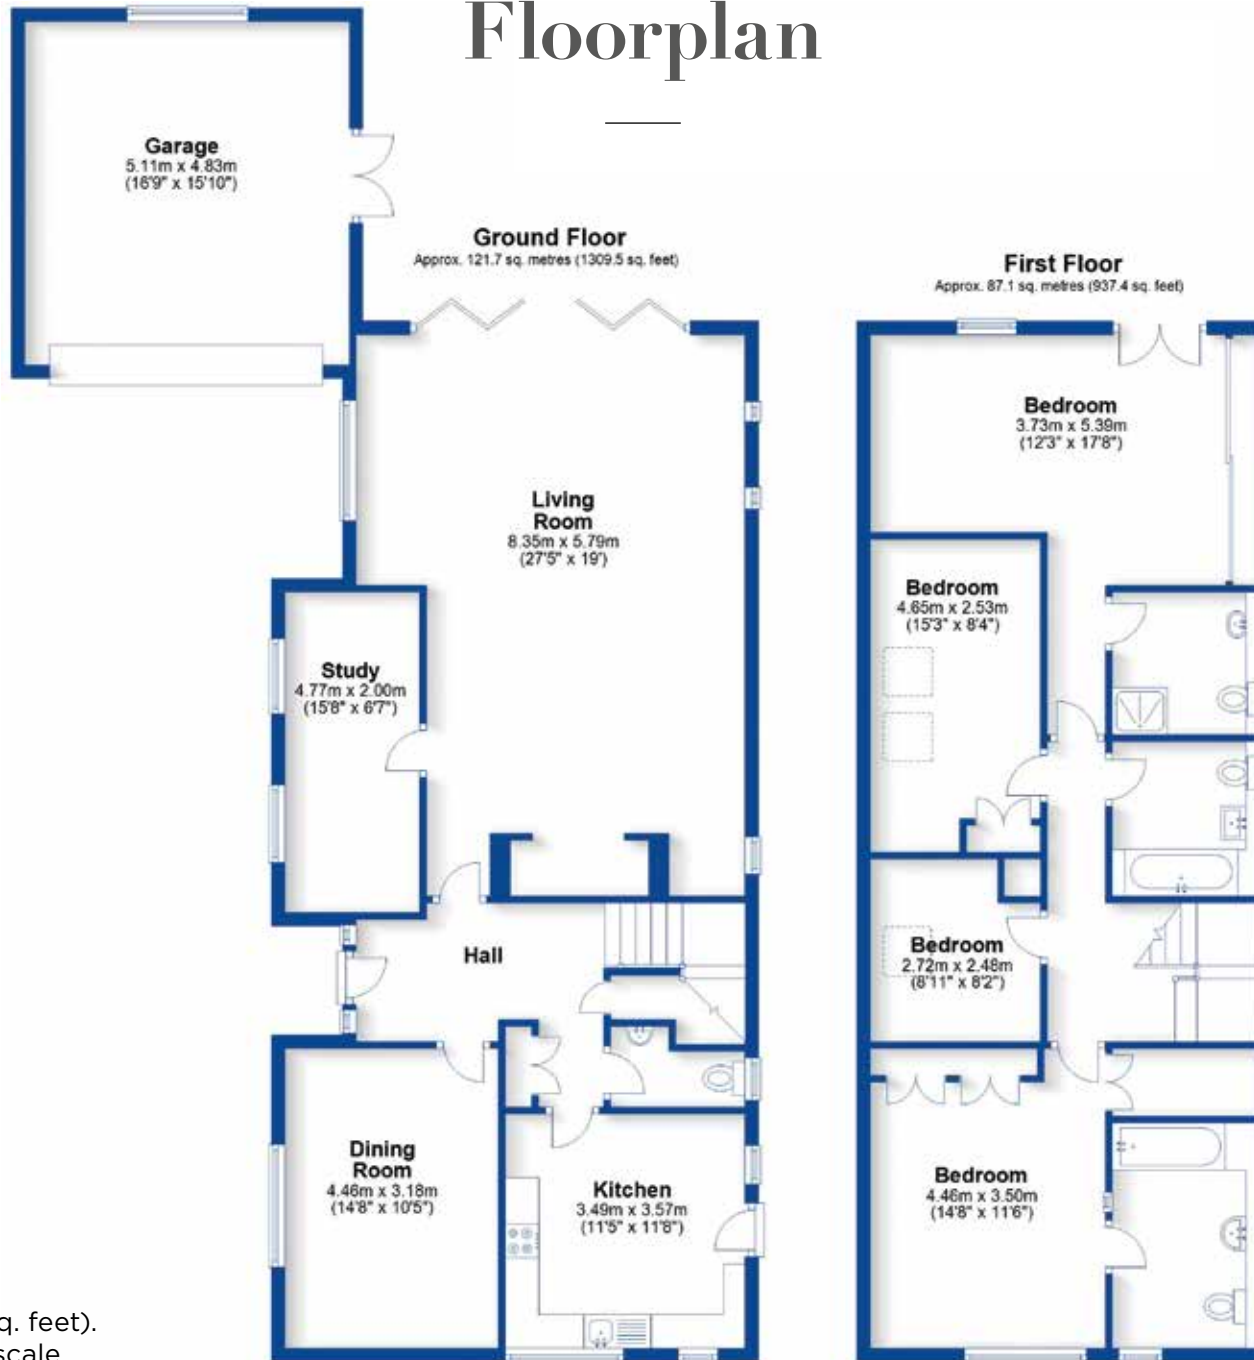 Floorplan
Garage
5.11m x 4.83m
(16'9" x 15'10")
Ground Floor
Approx. 121.7 sq. metres (1309.5 sq. feet)
First Floor
Approx. 87.1 sq. metres (937.4 sq. feet)
Living
Room
8.35m x 5.79m
(27'5" x 19')
Study
4.77m x 2.00m
(15'8" x 6'7")
Hall
Dining
Room
4.46m x 3.18m
(14'8" x 10'5")
Kitchen
3.49m x 3.57m
(11'5" x 11'8")
Bedroom
3.73m x 5.39m
(12'3" x 17'8")
Bedroom
4.65m x 2.53m
(15'3" x 8'4")
Bedroom
2.72m x 2.48m
(8'11" x 8'2")
Bedroom
4.46m x 3.50m
(14'8" x 11'6")
q. feet).
scale